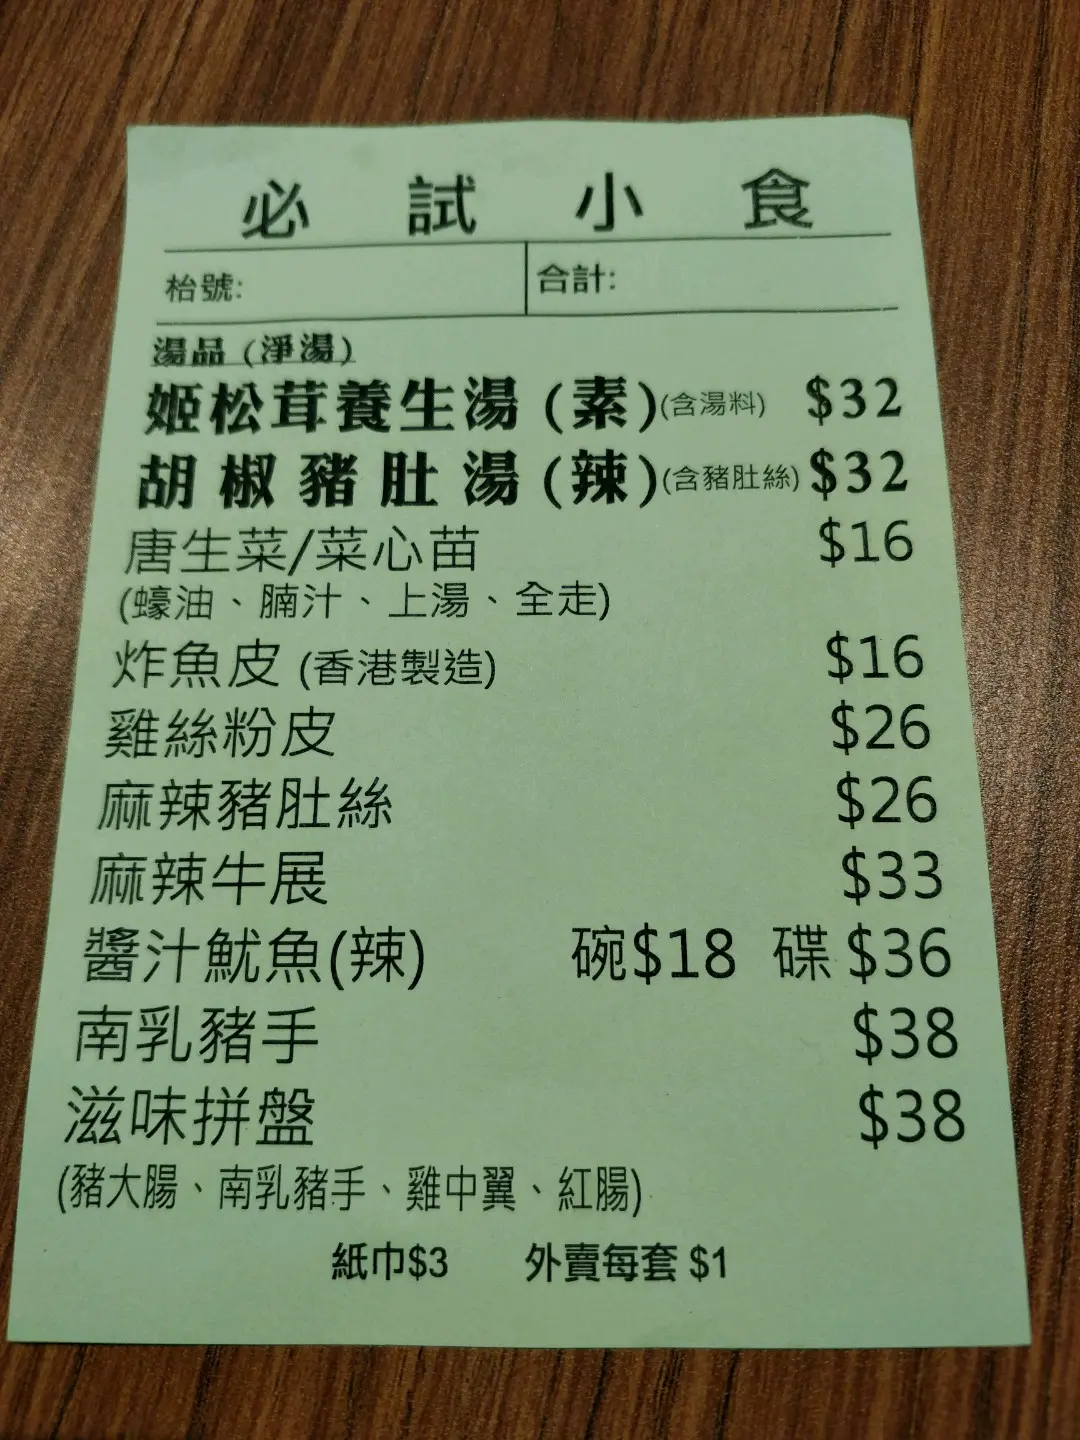 必試小食
枱號: 合計:
湯品 (淨湯)
姬松茸養生湯 (素)(含湯料) $32
胡椒豬肚湯 (辣)(含豬肚絲) $32
唐生菜/菜心苗 $16
(蠔油、腩汁、上湯、全走)
炸魚皮 (香港製造) $16
雞絲粉皮 $26
麻辣豬肚絲 $26
麻辣牛展 $33
醬汁魷魚(辣) 碗$18 碟 $36
南乳豬手 $38
滋味拼盤 $38
(豬大腸、南乳豬手、雞中翼、紅腸)
紙巾$3 外賣每套 $1